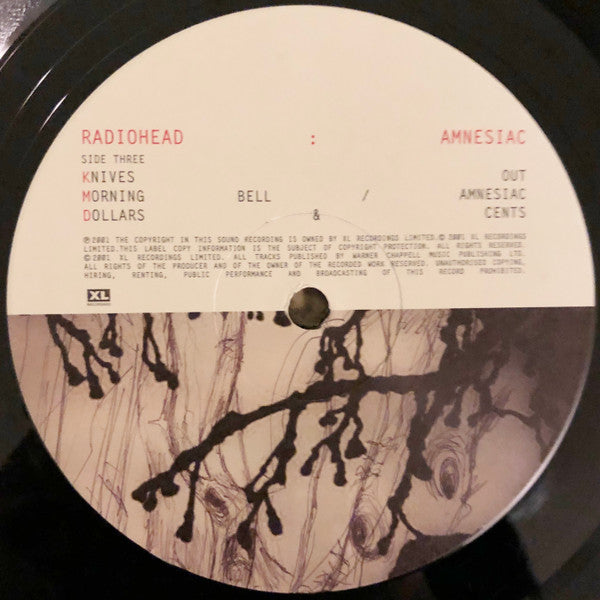 RADIOHEAD : AMNESIAC
SIDE THREE
KNIVES OUT
MORNING BELL / AMNESIAC
DOLLARS & CENTS
℗ 2001 THE COPYRIGHT IN THIS SOUND RECORDING IS OWNED BY XL RECORDINGS LIMITED. © 2001 XL RECORDINGS
LIMITED.THIS LABEL COPY INFORMATION IS THE SUBJECT OF COPYRIGHT PROTECTION. ALL RIGHTS RESERVED.
© 2001 XL RECORDINGS LIMITED. ALL TRACKS PUBLISHED BY WARNER CHAPPELL MUSIC PUBLISHING LTD.
ALL RIGHTS OF THE PRODUCER AND OF THE OWNER OF THE RECORDED WORK RESERVED. UNAUTHORISED COPYING,
HIRING, RENTING, PUBLIC PERFORMANCE AND BROADCASTING OF THIS RECORD PROHIBITED.
XL
RECORDINGS